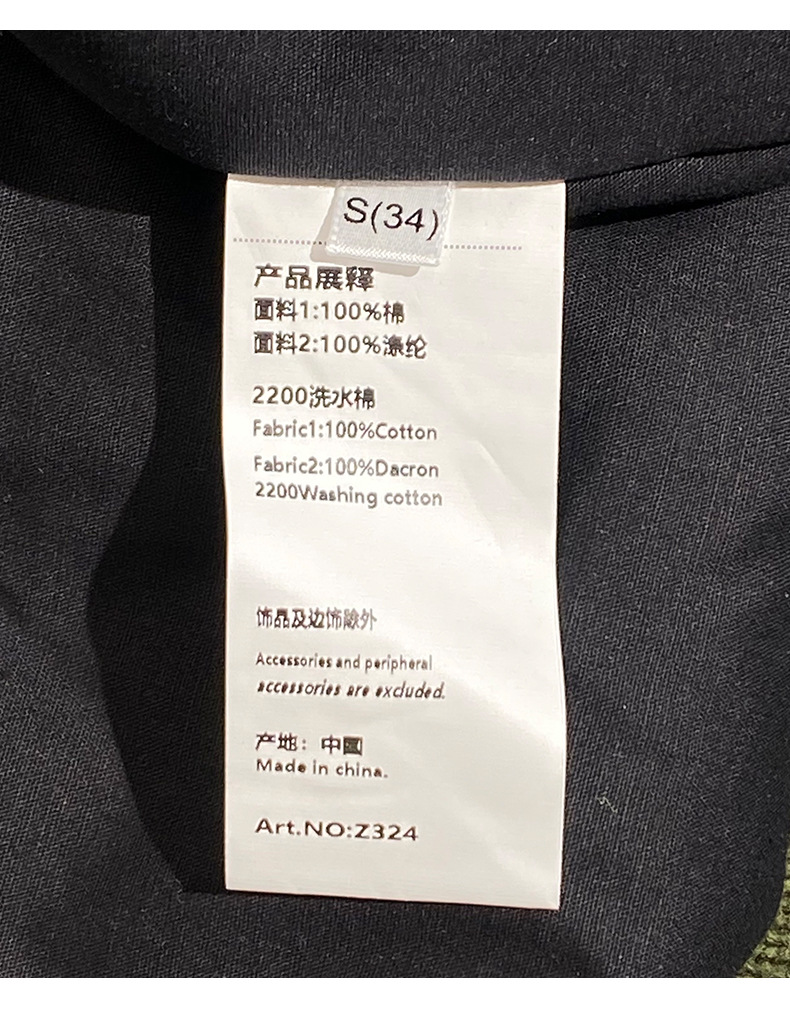 S(34)
产品展释
面料1:100%棉
面料2:100%涤纶
2200洗水棉
Fabric1:100%Cotton
Fabric2:100%Dacron
2200Washing cotton
饰品及边饰除外
Accessories and peripheral
accessories are excluded.
产地：中国
Made in china.
Art.NO:Z324